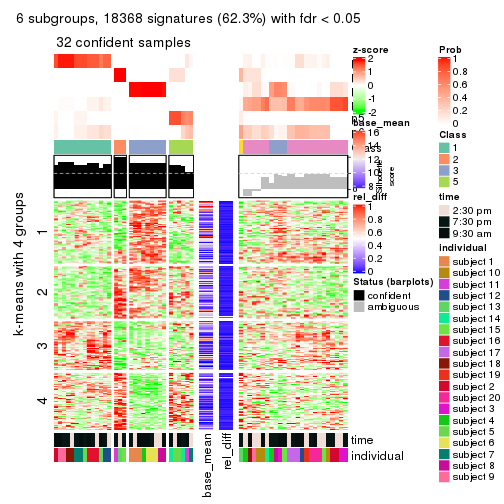 6 subgroups, 18368 signatures (62.3%) with fdr < 0.05
32 confident samples
k-means with 4 groups
1
2
3
4
base_mean
rel_diff
time
individual
z-score
2
1
0
-1
-2
base_mean
16
14
12
10
8
Silhouette
score
rel_diff
1
0.8
0.6
0.4
0.2
0
Status (barplots)
confident
ambiguous
Prob
1
0.8
0.6
0.4
0.2
0
Class
1
2
3
5
time
2:30 pm
7:30 pm
9:30 am
individual
subject 1
subject 10
subject 11
subject 12
subject 13
subject 14
subject 15
subject 16
subject 17
subject 18
subject 19
subject 2
subject 20
subject 3
subject 4
subject 5
subject 6
subject 7
subject 8
subject 9